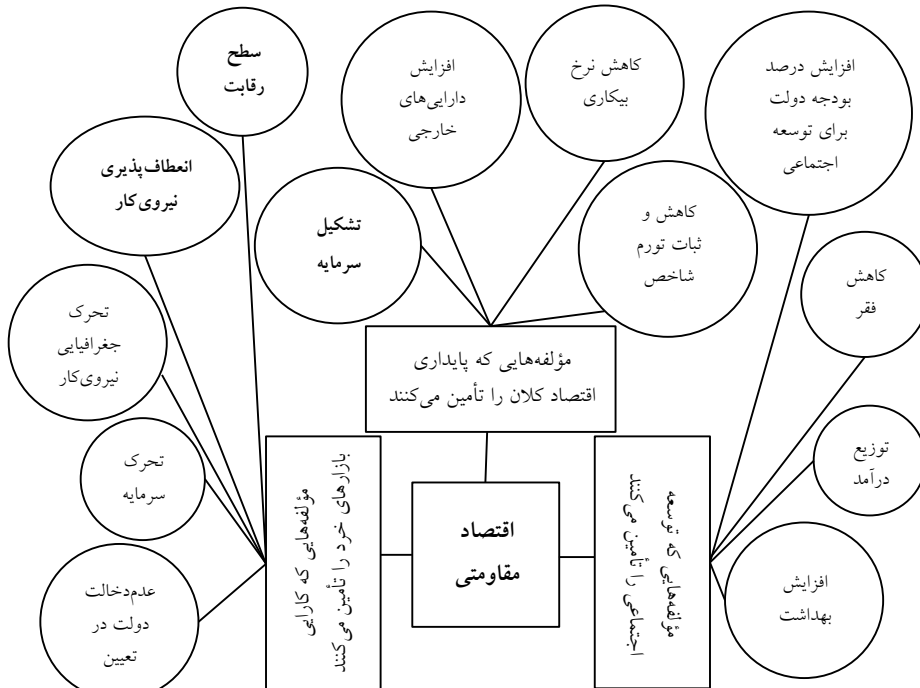 سطح
رقابت
افزایش
دارایی‌های
خارجی
کاهش نرخ
بیکاری
افزایش درصد
بودجه دولت
برای توسعه
اجتماعی
انعطاف‌پذیری
نیروی‌کار
تشکیل
سرمایه
کاهش و
ثبات تورم
شاخص
کاهش
فقر
تحرک
جغرافیایی
نیروی‌کار
مؤلفه‌هایی که پایداری
اقتصاد کلان را تأمین می‌کنند
توزیع
درآمد
تحرک
سرمایه
مؤلفه‌هایی که کارایی
بازارهای خرد را تأمین می‌کنند
اقتصاد
مقاومتی
مؤلفه‌هایی که توسعه
اجتماعی را تأمین می‌کنند
افزایش
بهداشت
عدم‌دخالت
دولت در
تعیین